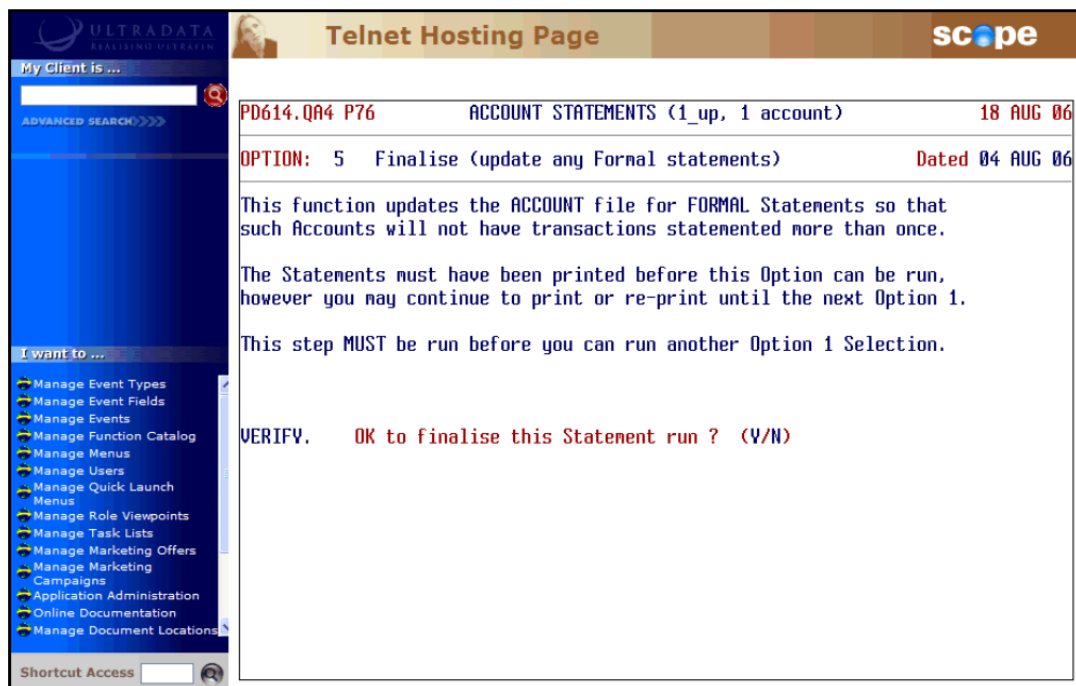 ULTRADATA
REALISING ULTRAFIN
My Client is ...
ADVANCED SEARCH
I want to ...
Manage Event Types
Manage Event Fields
Manage Events
Manage Function Catalog
Manage Menus
Manage Users
Manage Quick Launch
Menus
Manage Role Viewpoints
Manage Task Lists
Manage Marketing Offers
Manage Marketing
Campaigns
Application Administration
Online Documentation
Manage Document Locations
Shortcut Access
Telnet Hosting Page
scope
PD614.QA4 P76 ACCOUNT STATEMENTS (1_up, 1 account) 18 AUG 06
OPTION: 5 Finalise (update any Formal statements) Dated 04 AUG 06
This function updates the ACCOUNT file for FORMAL Statements so that
such Accounts will not have transactions statemented more than once.
The Statements must have been printed before this Option can be run,
however you may continue to print or re-print until the next Option 1.
This step MUST be run before you can run another Option 1 Selection.
VERIFY. OK to finalise this Statement run ? (Y/N)